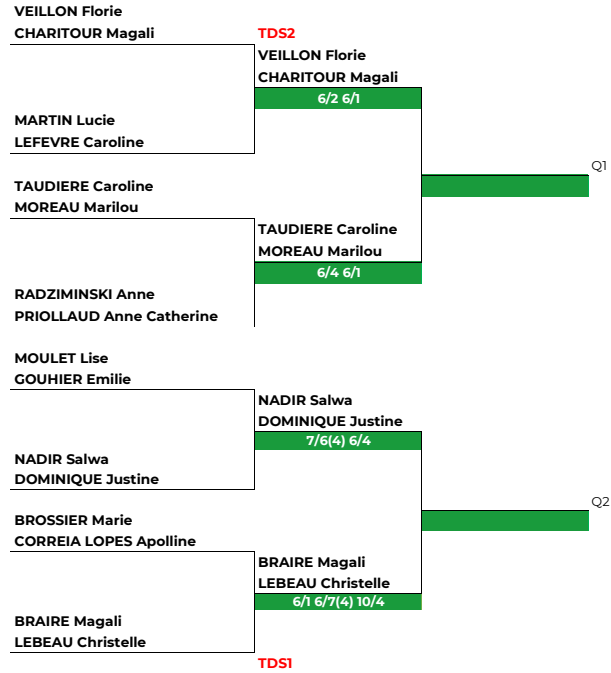 VEILLON Florie
CHARITOUR Magali
TDS2
VEILLON Florie
CHARITOUR Magali
6/2 6/1
MARTIN Lucie
LEFEVRE Caroline
Q1
TAUDIERE Caroline
MOREAU Marilou
TAUDIERE Caroline
MOREAU Marilou
6/4 6/1
RADZIMINSKI Anne
PRIOLLAUD Anne Catherine
MOULET Lise
GOUHIER Emilie
NADIR Salwa
DOMINIQUE Justine
7/6(4) 6/4
NADIR Salwa
DOMINIQUE Justine
Q2
BROSSIER Marie
CORREIA LOPES Apolline
BRAIRE Magali
LEBEAU Christelle
6/1 6/7(4) 10/4
BRAIRE Magali
LEBEAU Christelle
TDS1